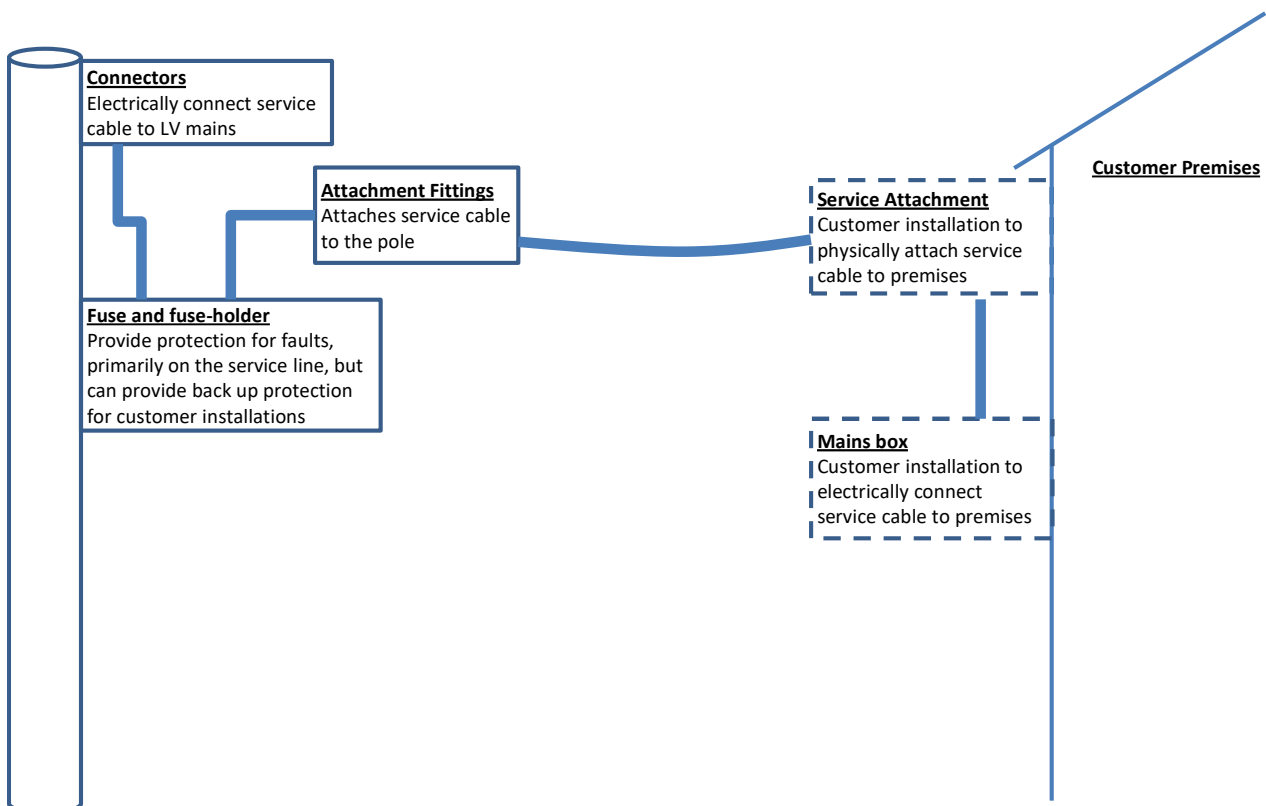 Connectors
Electrically connect service
cable to LV mains
Attachment Fittings
Attaches service cable
to the pole
Fuse and fuse-holder
Provide protection for faults,
primarily on the service line, but
can provide back up protection
for customer installations
Service Attachment
Customer installation to
physically attach service
cable to premises
Customer Premises
Mains box
Customer installation to
electrically connect
service cable to premises